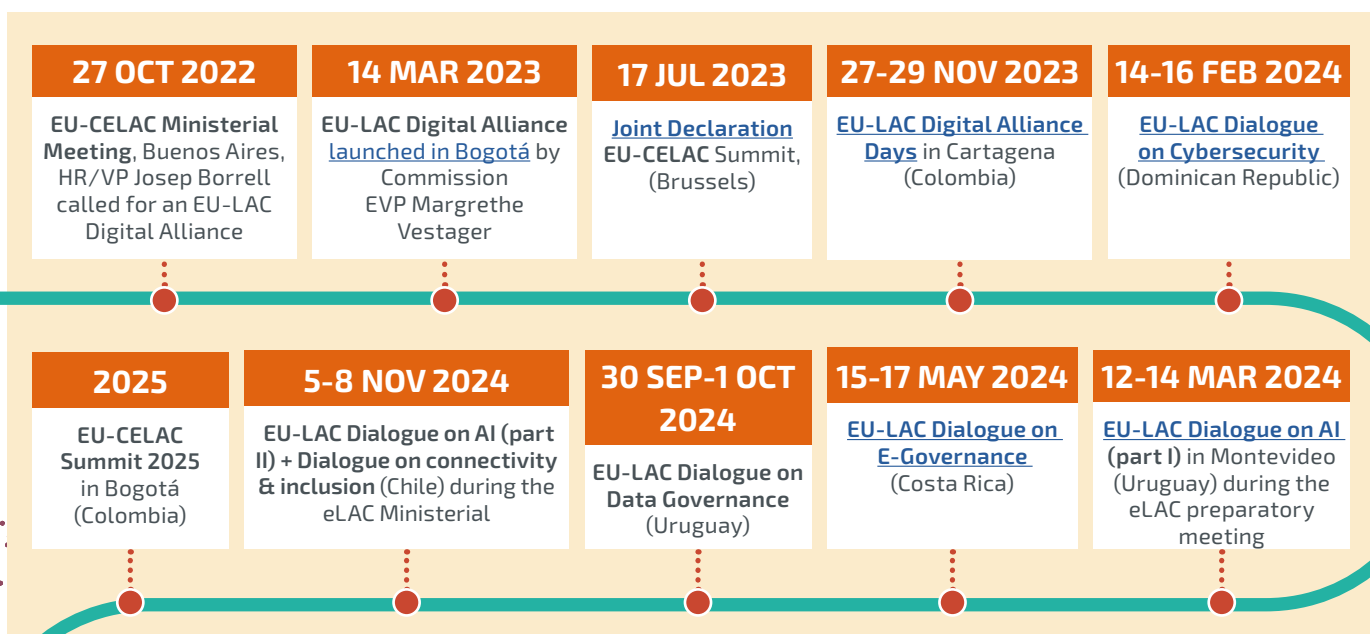 27 OCT 2022
EU-CELAC Ministerial
Meeting, Buenos Aires,
HR/VP Josep Borrell
called for an EU-LAC
Digital Alliance
14 MAR 2023
EU-LAC Digital Alliance
launched in Bogotá by
Commission
EVP Margrethe
Vestager
17 JUL 2023
Joint Declaration
EU-CELAC Summit,
(Brussels)
27-29 NOV 2023
EU-LAC Digital Alliance
Days in Cartagena
(Colombia)
14-16 FEB 2024
EU-LAC Dialogue
on Cybersecurity
(Dominican Republic)
12-14 MAR 2024
EU-LAC Dialogue on AI
(part I) in Montevideo
(Uruguay) during the
eLAC preparatory
meeting
15-17 MAY 2024
EU-LAC Dialogue on
E-Governance
(Costa Rica)
30 SEP-1 OCT
2024
EU-LAC Dialogue on
Data Governance
(Uruguay)
5-8 NOV 2024
EU-LAC Dialogue on AI (part
II) + Dialogue on connectivity
& inclusion (Chile) during the
eLAC Ministerial
2025
EU-CELAC
Summit 2025
in Bogotá
(Colombia)